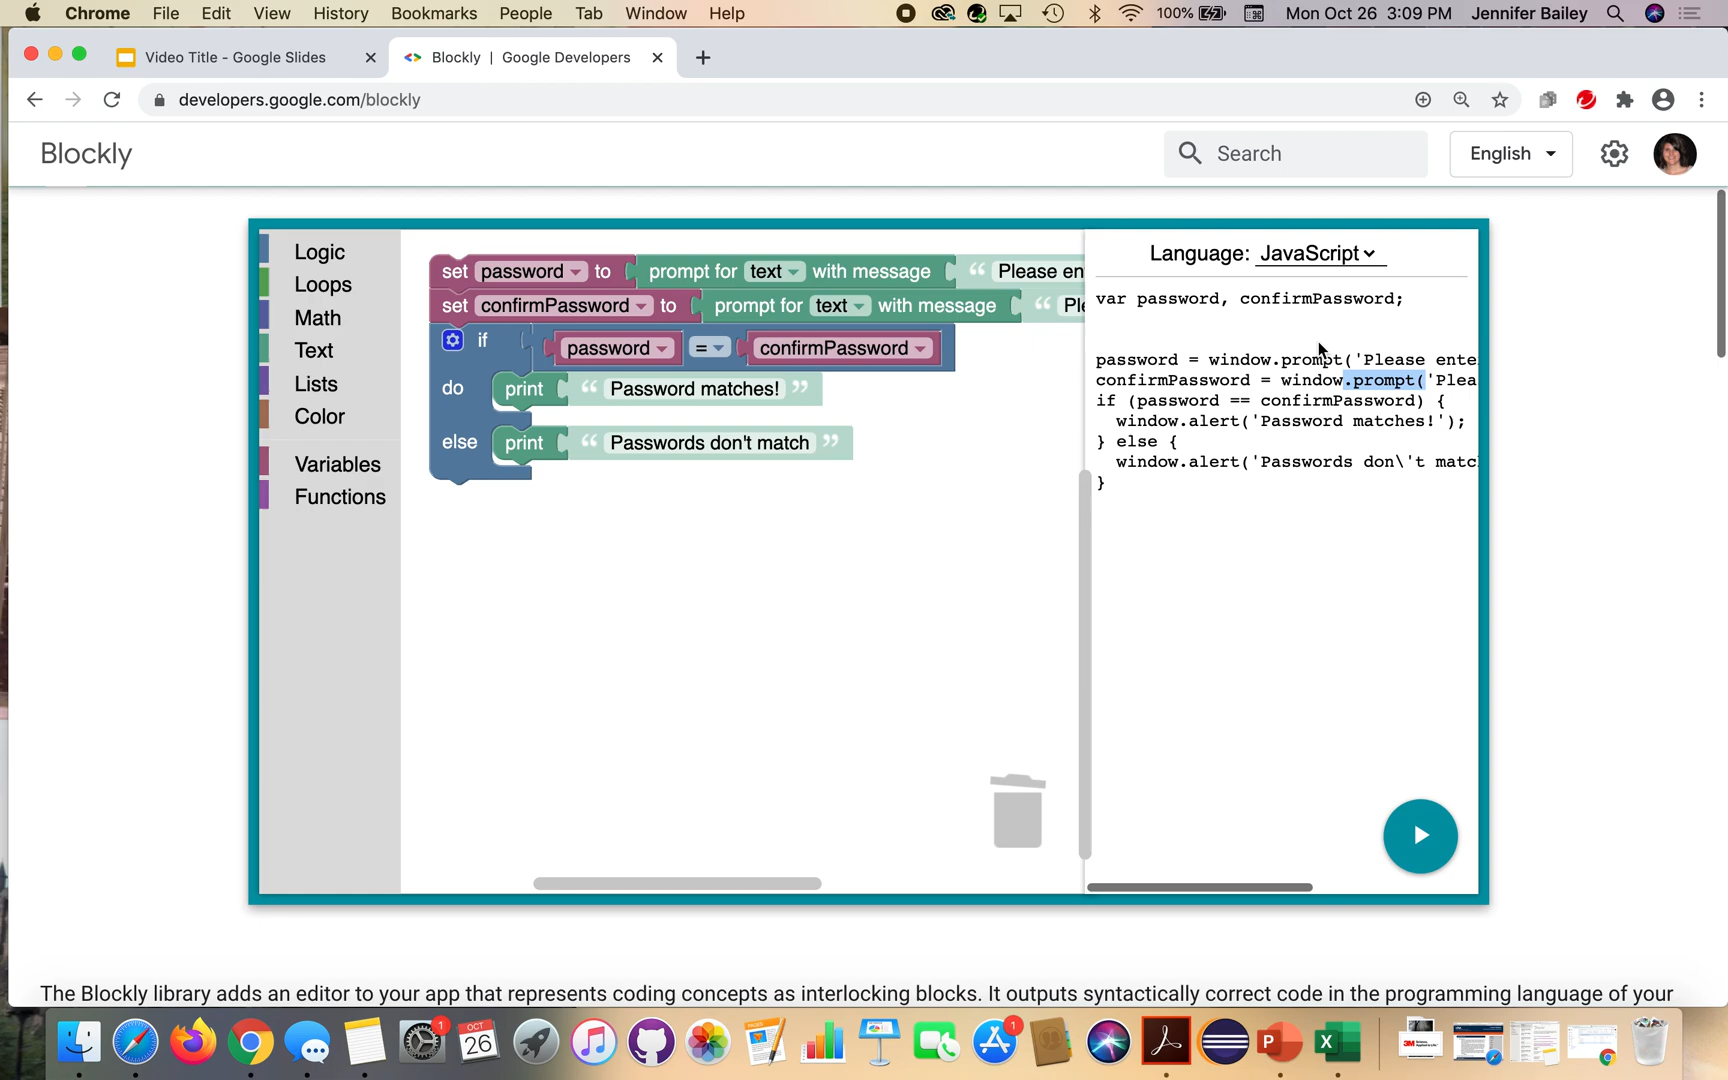 Chrome File Edit View History Bookmarks People Tab Window Help 100% Mon Oct 26 3:09 PM Jennifer Bailey
Video Title - Google Slides Blockly | Google Developers
developers.google.com/blockly
Blockly Search English
Logic
Loops
Math
Text
Lists
Color
Variables
Functions
set password to prompt for text with message “ Please en
set confirmPassword to prompt for text with message “ Ple
if password = confirmPassword
do print “ Password matches! ”
else print “ Passwords don't match ”
Language: JavaScript
var password, confirmPassword;
password = window.prompt('Please ente
confirmPassword = window.prompt('Plea
if (password == confirmPassword) {
window.alert('Password matches!');
} else {
window.alert('Passwords don\'t matc
}
The Blockly library adds an editor to your app that represents coding concepts as interlocking blocks. It outputs syntactically correct code in the programming language of your
1
OCT
26
1
PAGES
P
X
3M